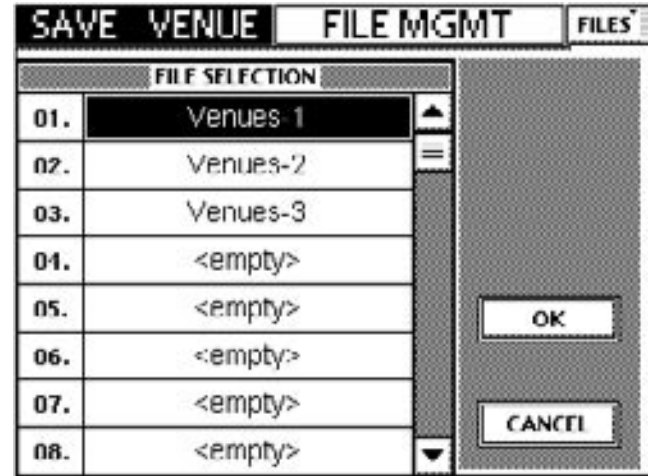 SAVE VENUE FILE MGMT FILES
FILE SELECTION
01. Venues-1
02. Venues-2
03. Venues-3
04. <empty>
05. <empty>
06. <empty>
07. <empty>
08. <empty>
OK
CANCEL